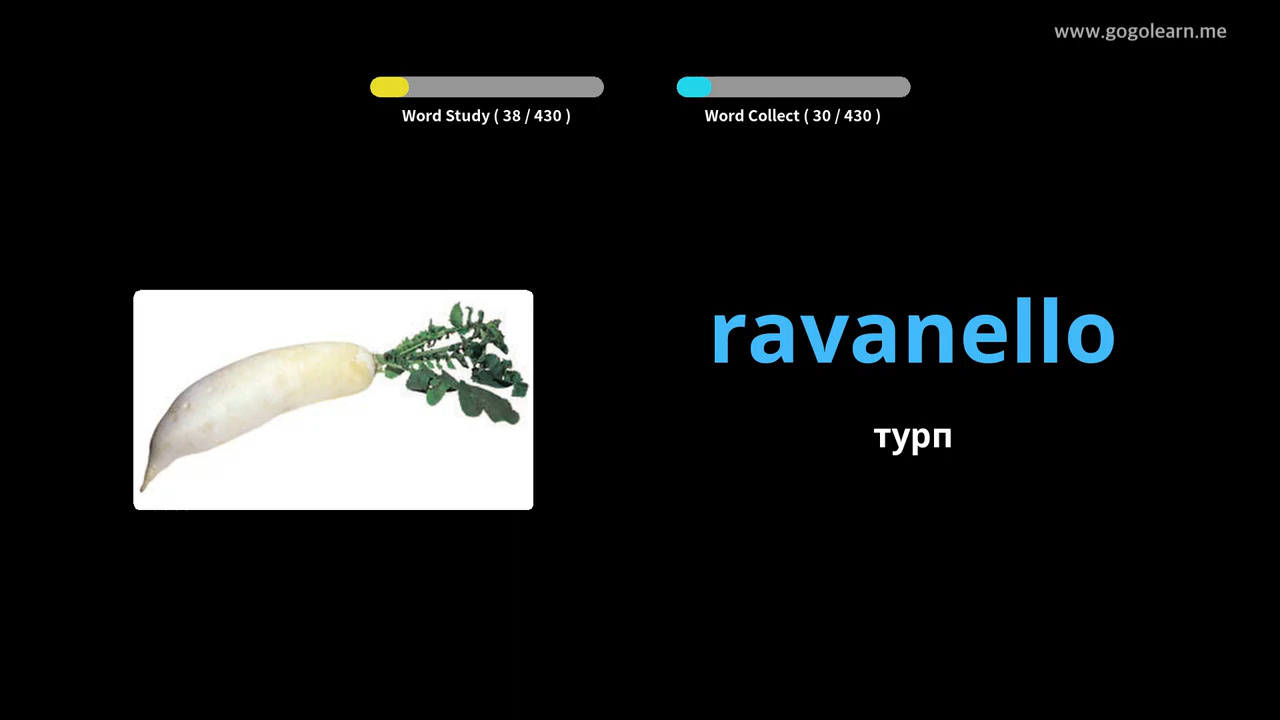 www.gogolearn.me
Word Study ( 38 / 430 )
Word Collect ( 30 / 430 )
ravanello
турп